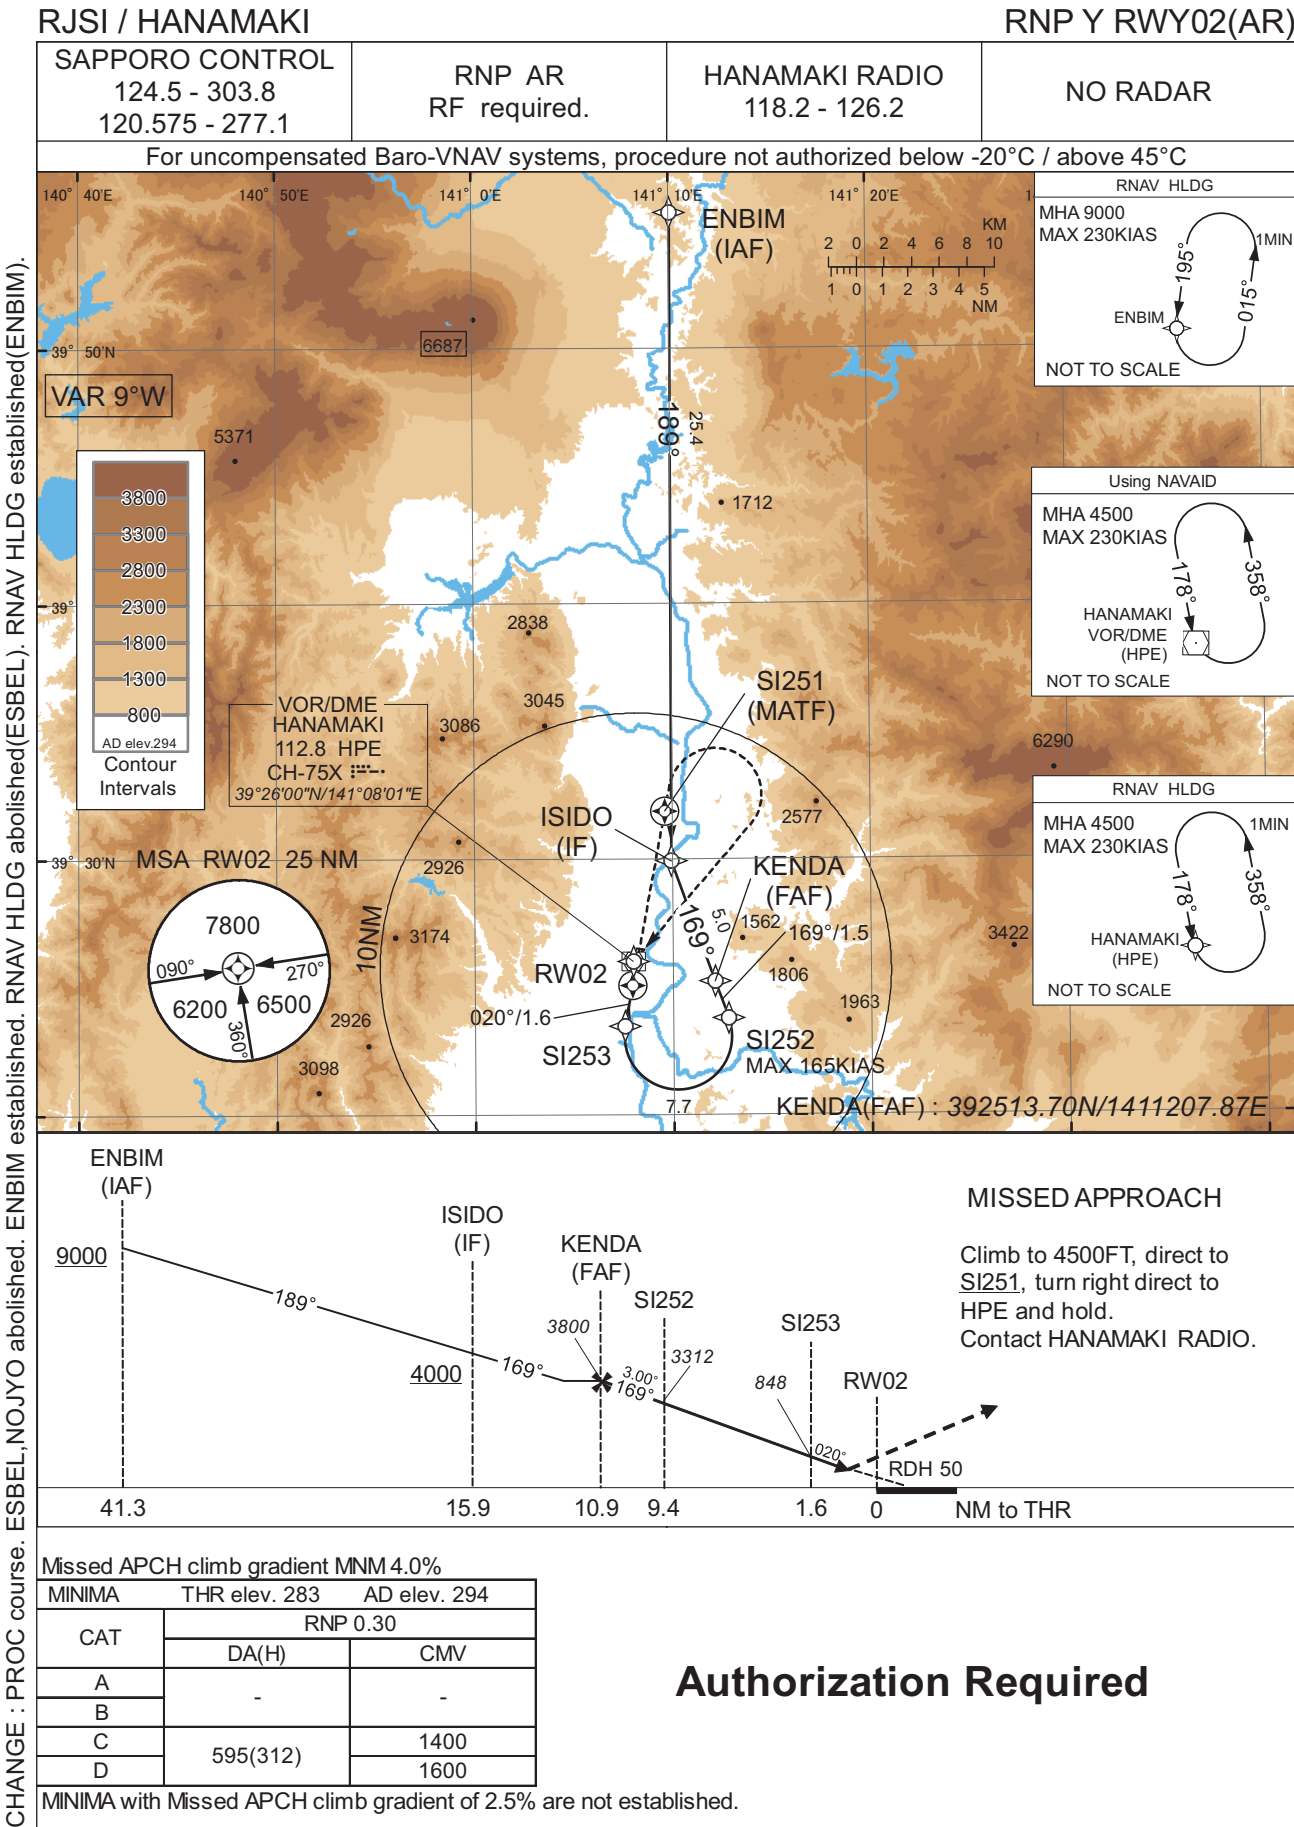 RJSI / HANAMAKI
RNP Y RWY02(AR)
SAPPORO CONTROL
124.5 - 303.8
120.575 - 277.1
RNP AR
RF required.
HANAMAKI RADIO
118.2 - 126.2
NO RADAR
For uncompensated Baro-VNAV systems, procedure not authorized below -20°C / above 45°C
140° 40'E
140° 50'E
141° 0'E
141° 10'E
141° 20'E
ENBIM
(IAF)
KM
2 0 2 4 6 8 10
1 0 1 2 3 4 5
NM
RNAV HLDG
MHA 9000
MAX 230KIAS
1MIN
195°
015°
ENBIM
NOT TO SCALE
6687
39° 50'N
VAR 9°W
5371
189°
25.4
1712
3800
3300
2800
2300
1800
1300
800
AD elev.294
Contour
Intervals
39°
Using NAVAID
MHA 4500
MAX 230KIAS
178°
358°
HANAMAKI
VOR/DME
(HPE)
NOT TO SCALE
2838
3045
3086
VOR/DME
HANAMAKI
112.8 HPE
CH-75X
39°26'00"N/141°08'01"E
SI251
(MATF)
6290
2577
ISIDO
(IF)
RNAV HLDG
MHA 4500
MAX 230KIAS
1MIN
178°
358°
HANAMAKI
(HPE)
NOT TO SCALE
39° 30'N
MSA RW02 25 NM
7800
090°
270°
6200
6500
360°
2926
KENDA
(FAF)
10NM
3174
169°
5.0
1562
169°/1.5
3422
1806
RW02
1963
020°/1.6
2926
SI253
SI252
MAX 165KIAS
3098
7.7
KENDA(FAF) : 392513.70N/1411207.87E
ENBIM
(IAF)
9000
189°
ISIDO
(IF)
4000
169°
KENDA
(FAF)
3800
SI252
3.00°
169°
3312
SI253
848
020°
RW02
RDH 50
41.3
15.9
10.9
9.4
1.6
0
NM to THR
MISSED APPROACH
Climb to 4500FT, direct to
SI251, turn right direct to
HPE and hold.
Contact HANAMAKI RADIO.
Missed APCH climb gradient MNM 4.0%
MINIMA THR elev. 283 AD elev. 294
CAT
RNP 0.30
DA(H) CMV
A
B
- -
C
D
595(312)
1400
1600
MINIMA with Missed APCH climb gradient of 2.5% are not established.
Authorization Required
CHANGE : PROC course. ESBEL,NOJYO abolished. ENBIM established. RNAV HLDG abolished(ESBEL). RNAV HLDG established(ENBIM).